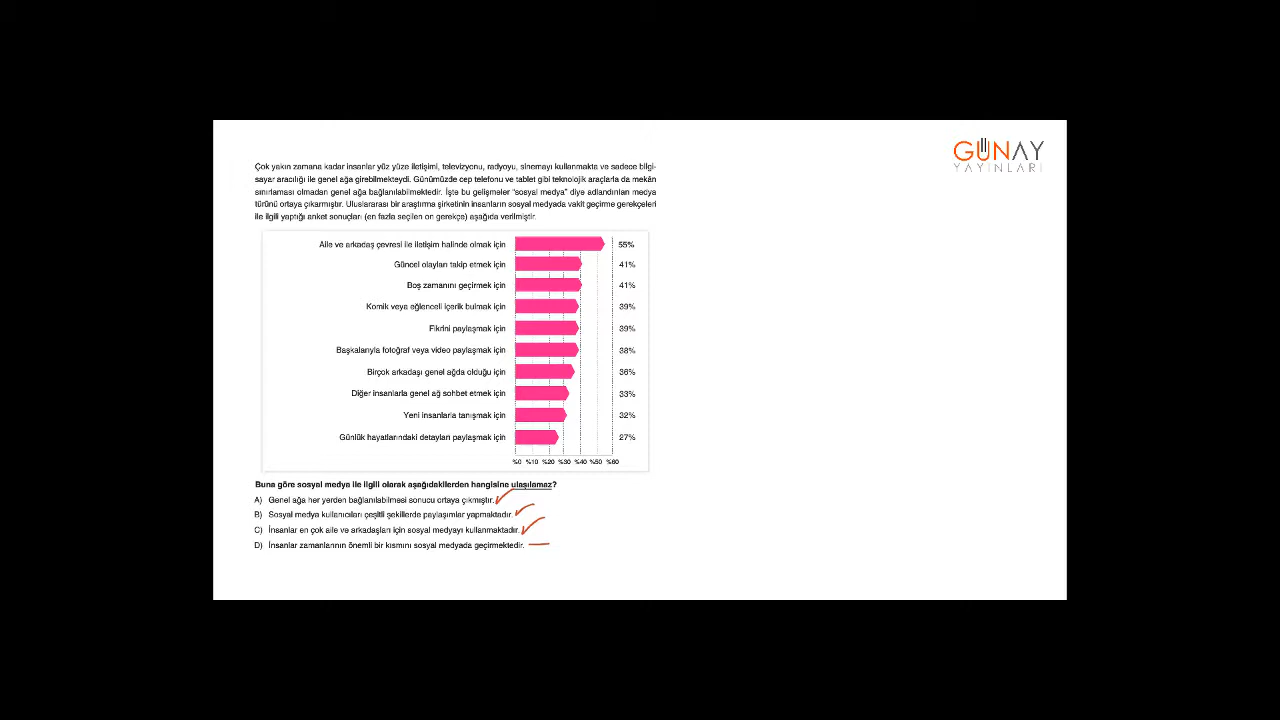 GÜNAY
YAYINLARI
Çok yakın zamana kadar insanlar yüz yüze iletişimi, televizyonu, radyoyu, sinemayı kullanmakta ve sadece bilgi-
sayar aracılığı ile genel ağa girebilmekteydi. Günümüzde cep telefonu ve tablet gibi teknolojik araçlarla da mekân
sınırlaması olmadan genel ağa bağlanılabilmektedir. İşte bu gelişmeler "sosyal medya" diye adlandırılan medya
türünü ortaya çıkarmıştır. Uluslararası bir araştırma şirketinin insanların sosyal medyada vakit geçirme gerekçeleri
ile ilgili yaptığı anket sonuçları (en fazla seçilen on gerekçe) aşağıda verilmiştir.
Aile ve arkadaş çevresi ile iletişim halinde olmak için 55%
Güncel olayları takip etmek için 41%
Boş zamanını geçirmek için 41%
Komik veya eğlenceli içerik bulmak için 39%
Fikrini paylaşmak için 39%
Başkalarıyla fotoğraf veya video paylaşmak için 38%
Birçok arkadaşı genel ağda olduğu için 36%
Diğer insanlarla genel ağ sohbet etmek için 33%
Yeni insanlarla tanışmak için 32%
Günlük hayatlarındaki detayları paylaşmak için 27%
%0 %10 %20 %30 %40 %50 %60
Buna göre sosyal medya ile ilgili olarak aşağıdakilerden hangisine ulaşılamaz?
A) Genel ağa her yerden bağlanılabilmesi sonucu ortaya çıkmıştır.
B) Sosyal medya kullanıcıları çeşitli şekillerde paylaşımlar yapmaktadır.
C) İnsanlar en çok aile ve arkadaşları için sosyal medyayı kullanmaktadır.
D) İnsanlar zamanlarının önemli bir kısmını sosyal medyada geçirmektedir.